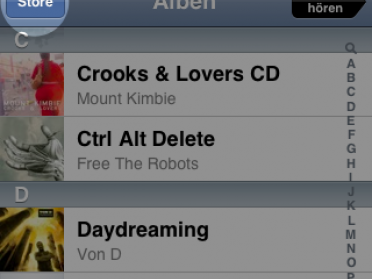 Store
Alben
hören
C
Crooks & Lovers CD
Mount Kimbie
Ctrl Alt Delete
Free The Robots
D
Daydreaming
Von D
A
B
C
D
E
F
G
H
I
J
K
L
M
N
O
P